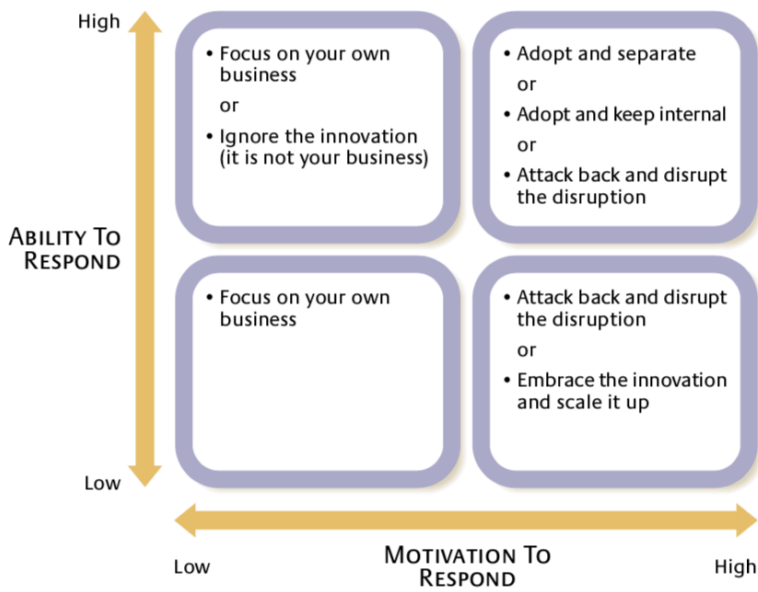 High
• Focus on your own
business
or
• Ignore the innovation
(it is not your business)
• Adopt and separate
or
• Adopt and keep internal
or
• Attack back and disrupt
the disruption
ABILITY TO
RESPOND
• Focus on your own
business
• Attack back and disrupt
the disruption
or
• Embrace the innovation
and scale it up
Low
Low
MOTIVATION TO
RESPOND
High